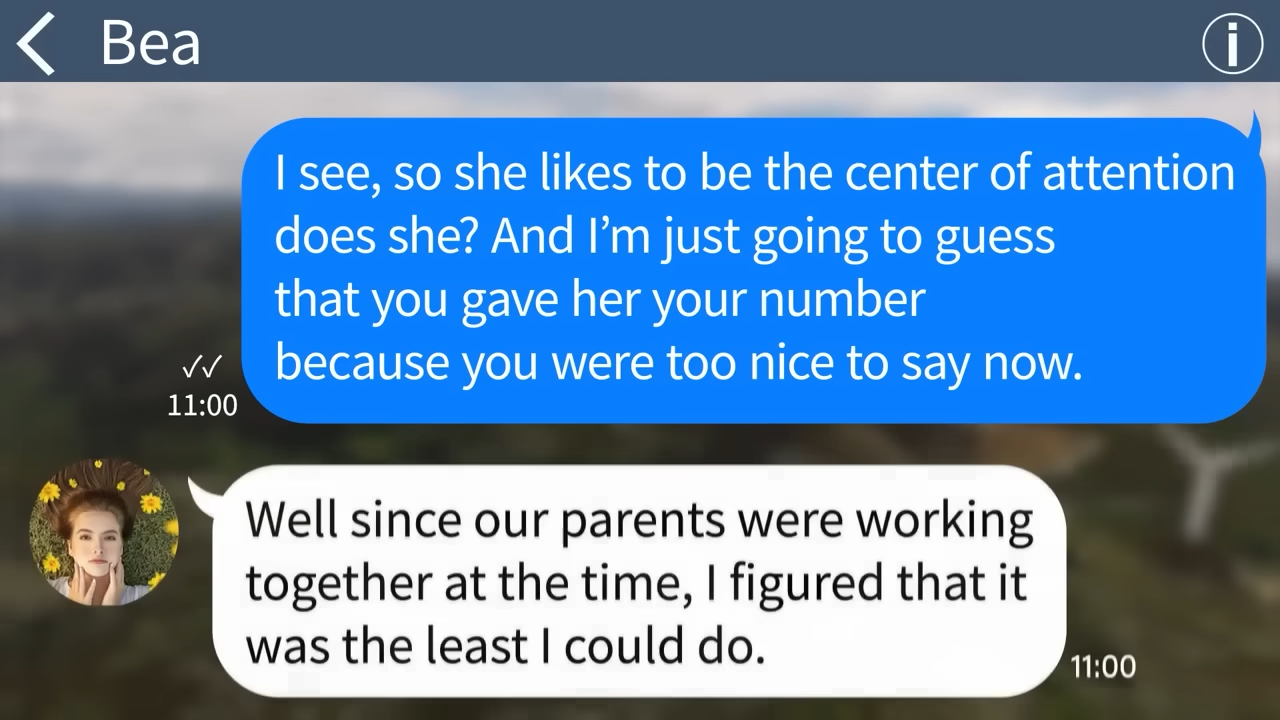 Bea
I see, so she likes to be the center of attention
does she? And I’m just going to guess
that you gave her your number
because you were too nice to say now.
11:00
Well since our parents were working
together at the time, I figured that it
was the least I could do.
11:00